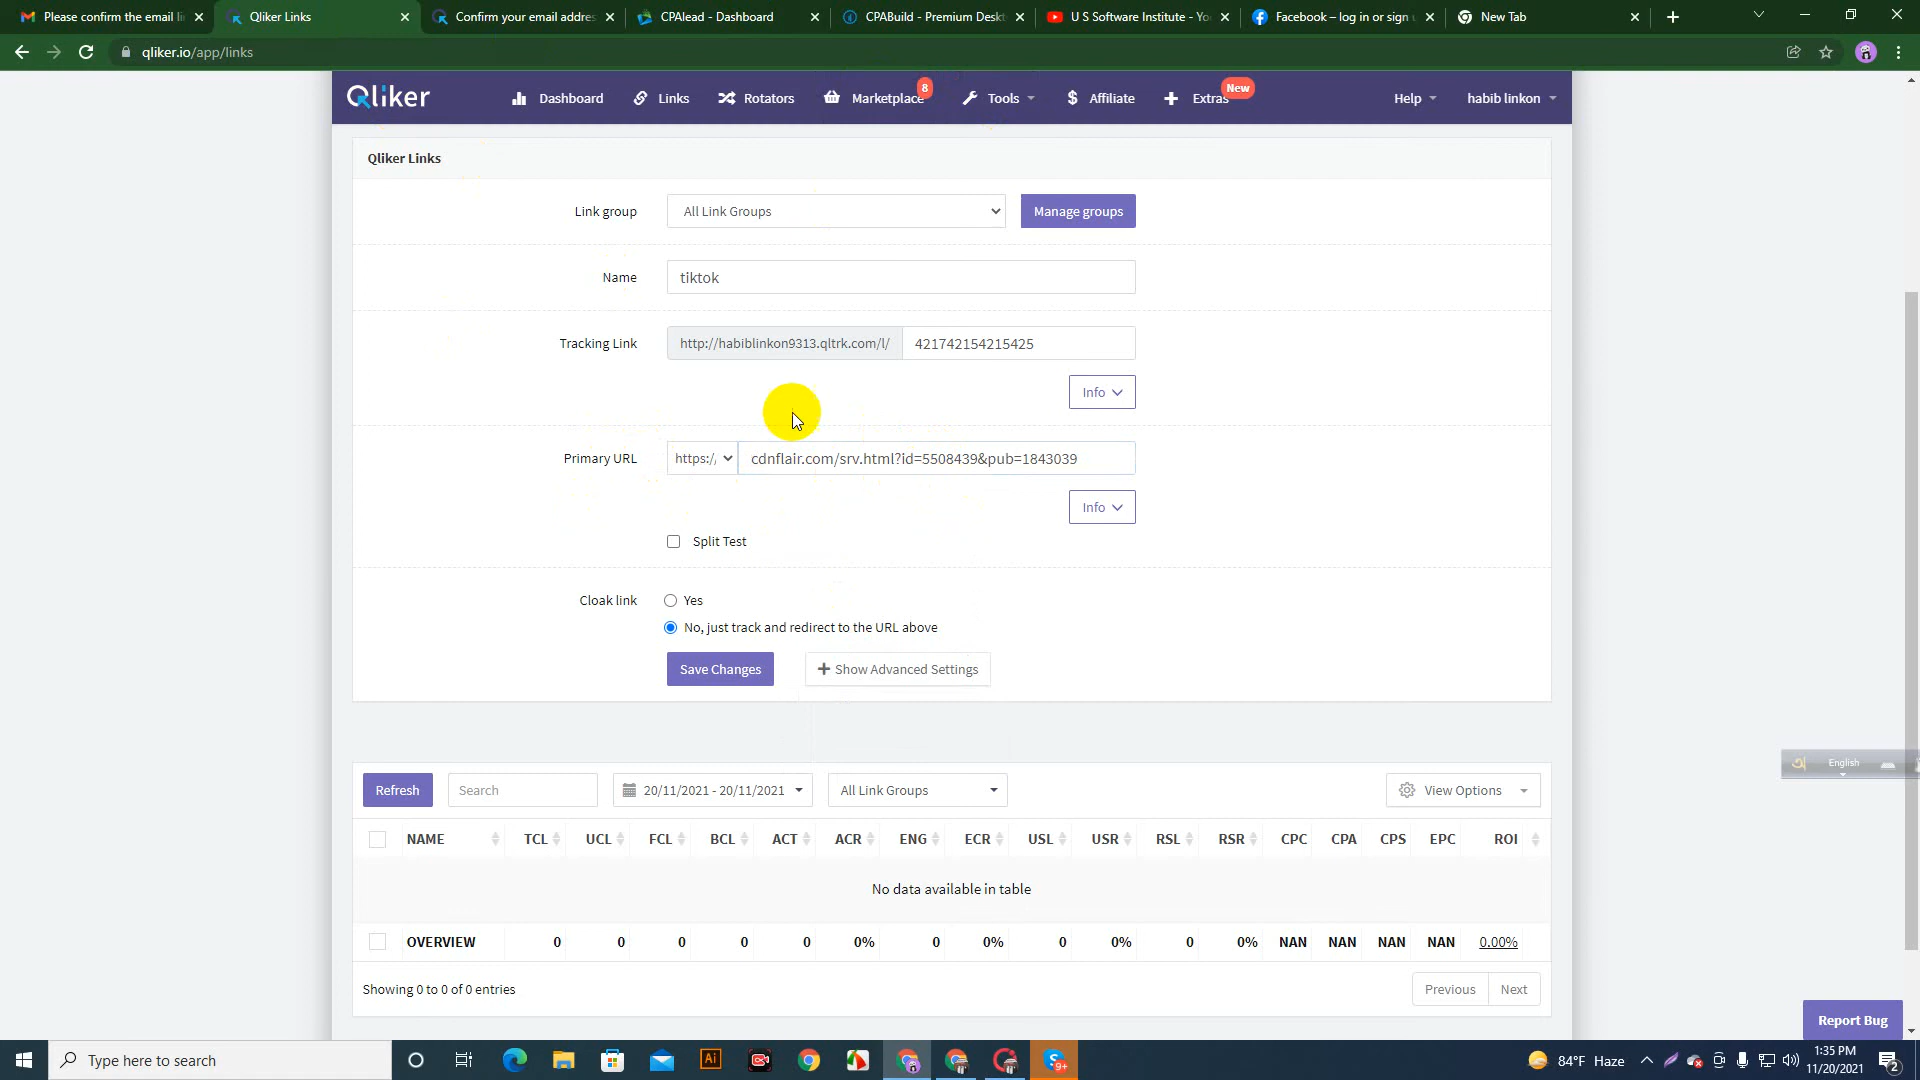 Please confirm the email li
Qliker Links
Confirm your email addres
CPAlead - Dashboard
CPABuild - Premium Deskt
U S Software Institute - Yo
Facebook – log in or sign u
New Tab
qliker.io/app/links
Qliker
Dashboard
Links
Rotators
Marketplace
8
Tools
Affiliate
Extras
New
Help
habib linkon
Qliker Links
Link group
All Link Groups
Manage groups
Name
tiktok
Tracking Link
http://habiblinkon9313.qltrk.com/l/
421742154215425
Info
Primary URL
https://
cdnflair.com/srv.html?id=5508439&pub=1843039
Info
Split Test
Cloak link
Yes
No, just track and redirect to the URL above
Save Changes
Show Advanced Settings
English
Refresh
Search
20/11/2021 - 20/11/2021
All Link Groups
View Options
NAME TCL UCL FCL BCL ACT ACR ENG ECR USL USR RSL RSR CPC CPA CPS EPC ROI
No data available in table
OVERVIEW 0 0 0 0 0 0% 0 0% 0 0% 0 0% NAN NAN NAN NAN 0.00%
Showing 0 to 0 of 0 entries
Previous
Next
Report Bug
Type here to search
Ai
9+
84°F Haze
1:35 PM
11/20/2021
2